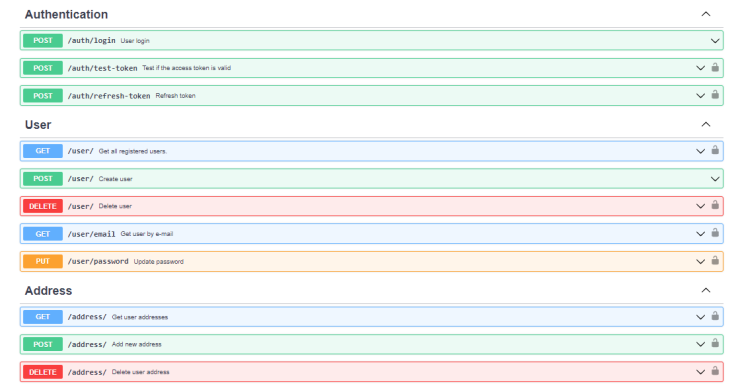 Authentication
POST /auth/login User login
POST /auth/test-token Test if the access token is valid
POST /auth/refresh-token Refresh token
User
GET /user/ Get all registered users.
POST /user/ Create user
DELETE /user/ Delete user
GET /user/email Get user by e-mail
PUT /user/password Update password
Address
GET /address/ Get user addresses
POST /address/ Add new address
DELETE /address/ Delete user address